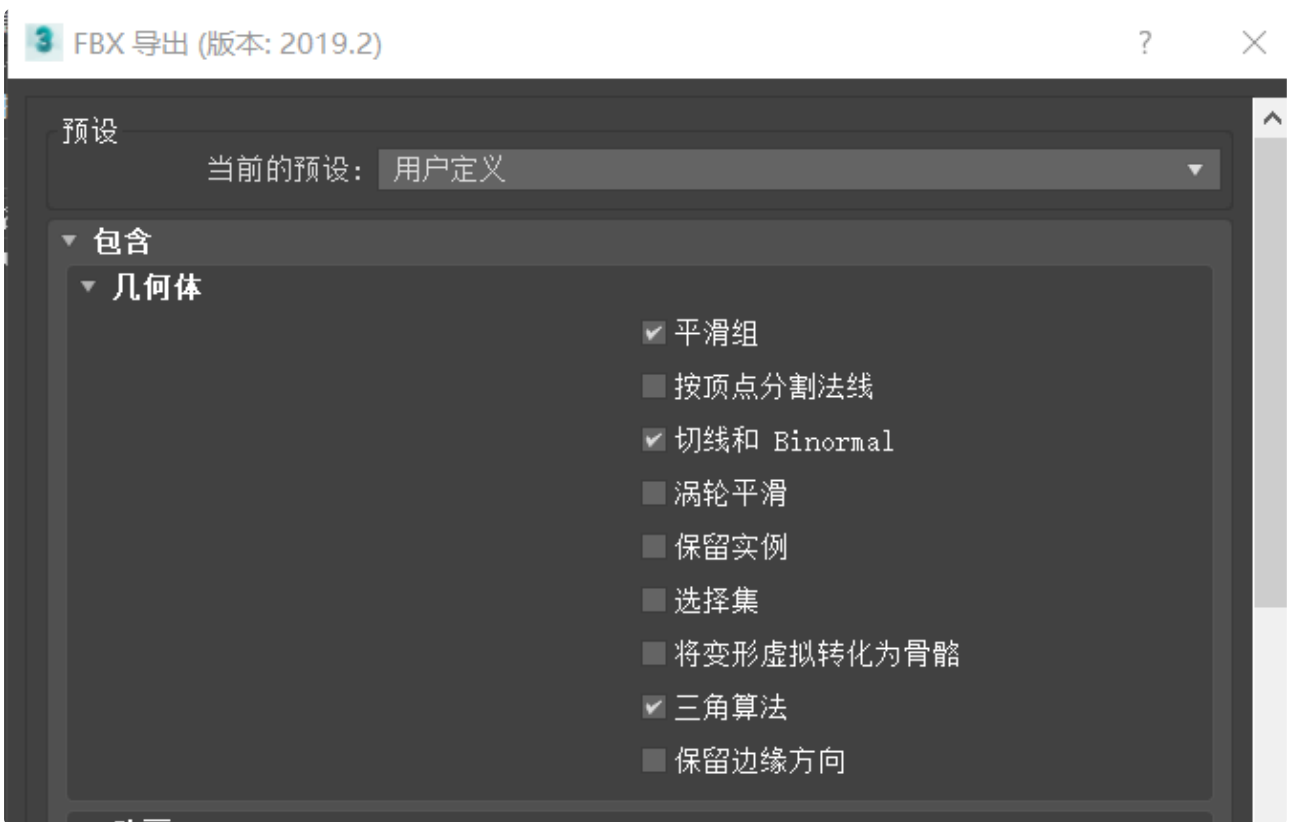 FBX 导出 (版本: 2019.2)
预设
当前的预设: 用户定义
包含
几何体
平滑组
按顶点分割法线
切线和 Binormal
涡轮平滑
保留实例
选择集
将变形虚拟转化为骨骼
三角算法
保留边缘方向